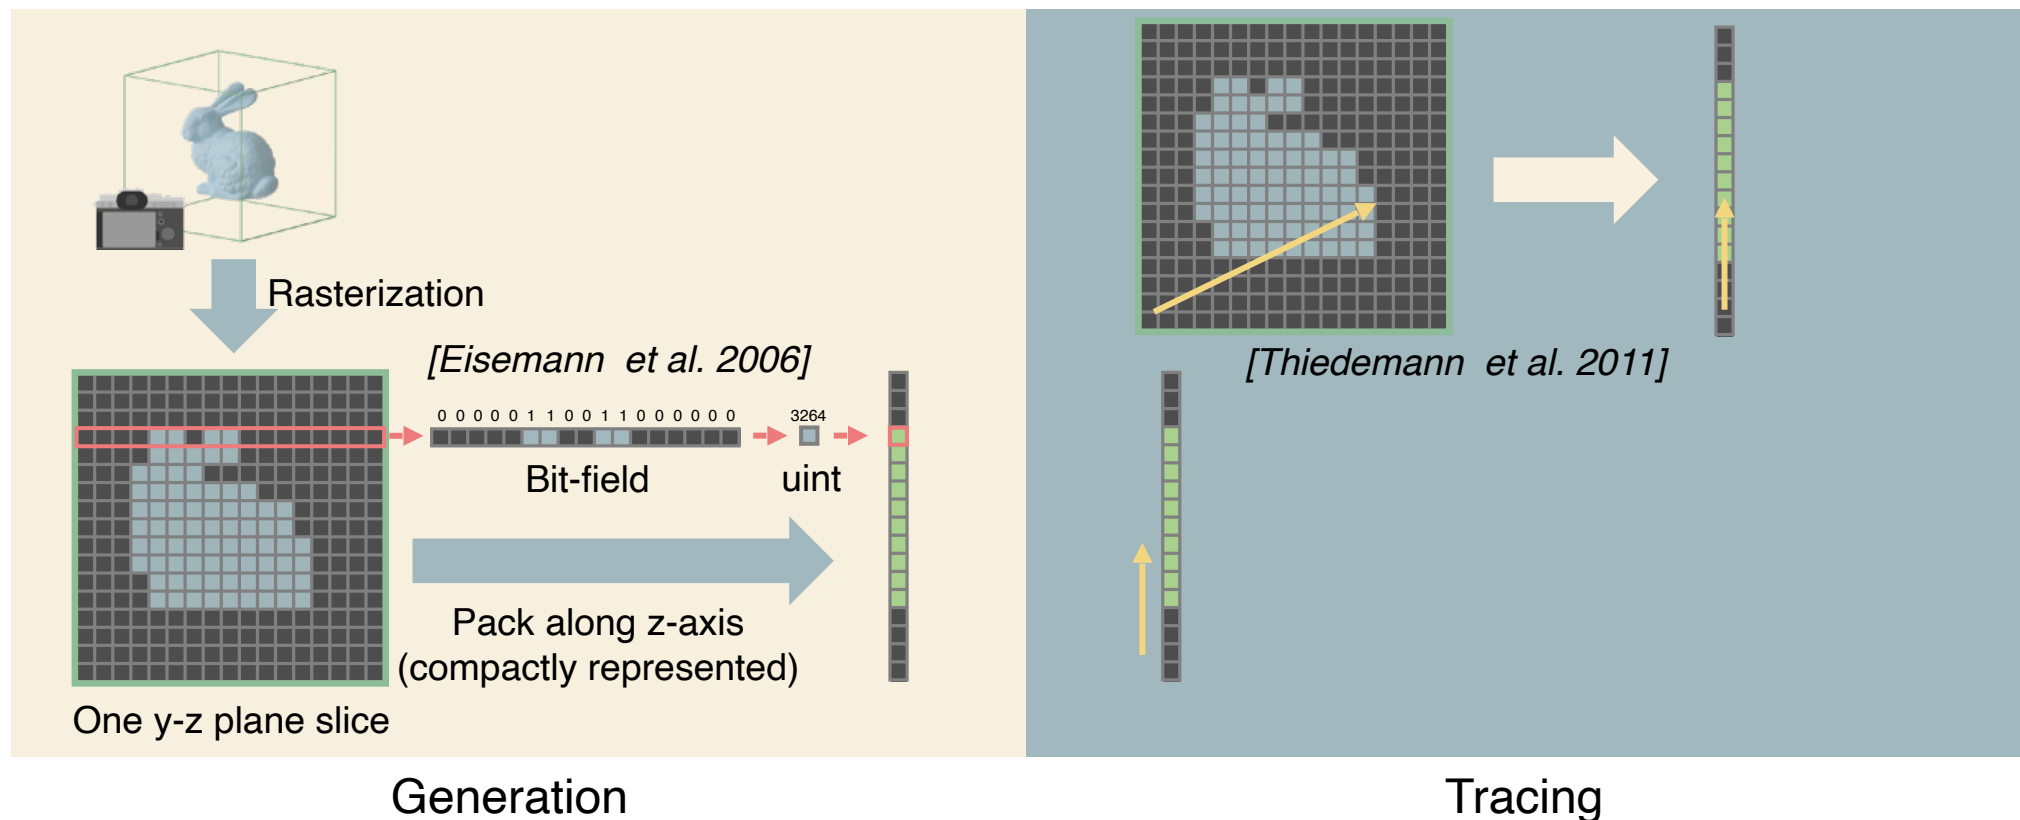 Rasterization
[Eisemann et al. 2006]
0 0 0 0 0 1 1 0 0 1 1 0 0 0 0 0 0
3264
Bit-field
uint
Pack along z-axis
(compactly represented)
One y-z plane slice
Generation
[Thiedemann et al. 2011]
Tracing